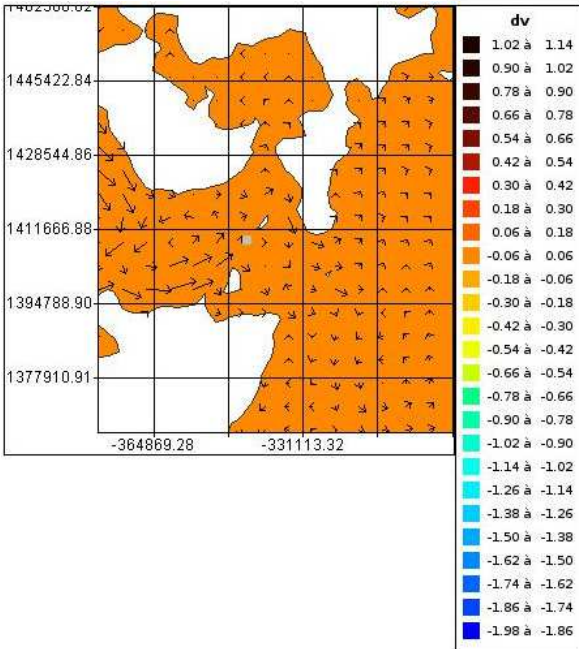 1445422.84
1428544.86
1411666.88
1394788.90
1377910.91
-364869.28
-331113.32
dv
1.02 à 1.14
0.90 à 1.02
0.78 à 0.90
0.66 à 0.78
0.54 à 0.66
0.42 à 0.54
0.30 à 0.42
0.18 à 0.30
0.06 à 0.18
-0.06 à 0.06
-0.18 à -0.06
-0.30 à -0.18
-0.42 à -0.30
-0.54 à -0.42
-0.66 à -0.54
-0.78 à -0.66
-0.90 à -0.78
-1.02 à -0.90
-1.14 à -1.02
-1.26 à -1.14
-1.38 à -1.26
-1.50 à -1.38
-1.62 à -1.50
-1.74 à -1.62
-1.86 à -1.74
-1.98 à -1.86